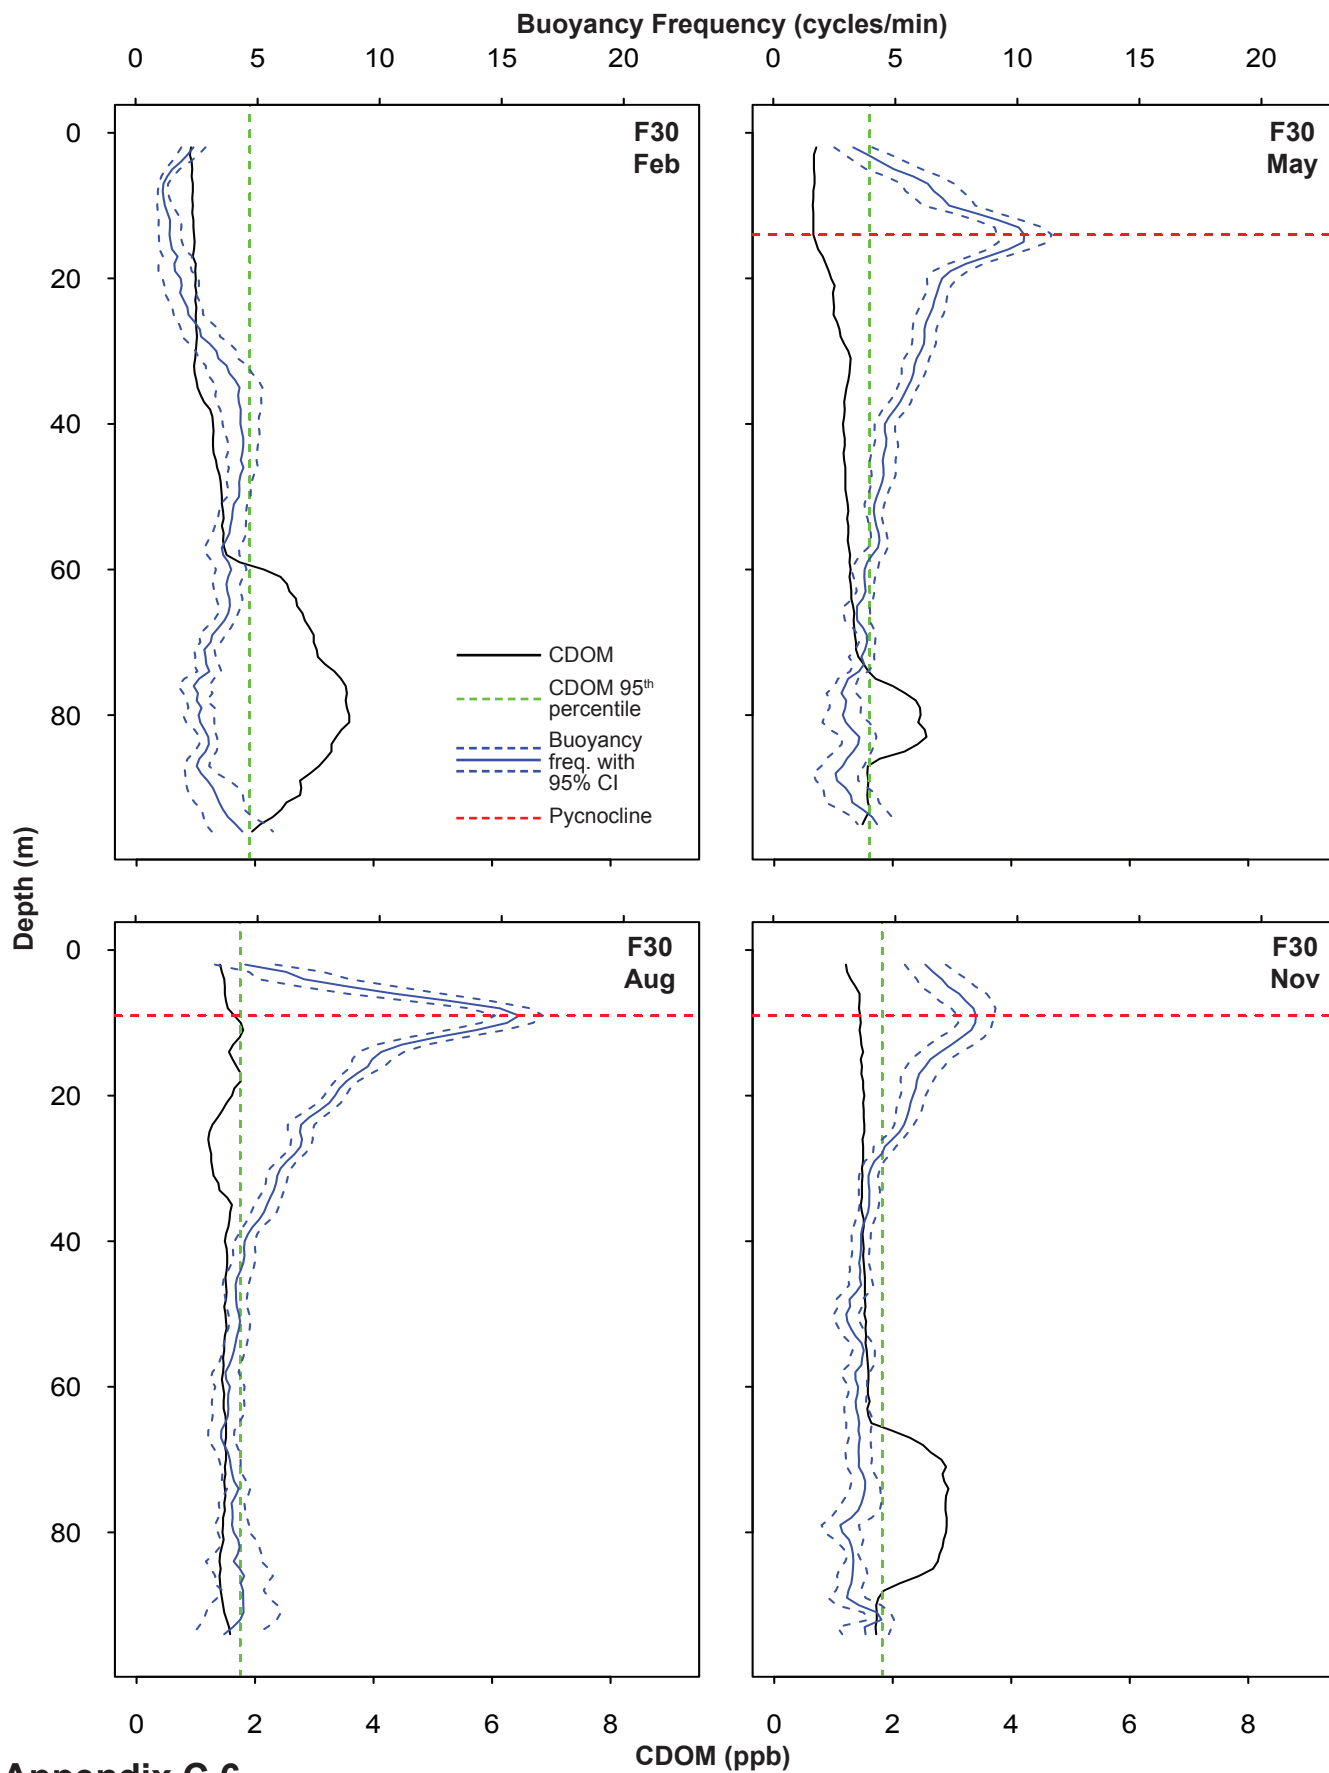 Buoyancy Frequency (cycles/min)
0 5 10 15 20 0 5 10 15 20
F30
Feb
F30
May
0
20
40
60
80
CDOM
CDOM 95th
percentile
Buoyancy
freq. with
95% CI
Pycnocline
Depth (m)
F30
Aug
F30
Nov
0
20
40
60
80
0 2 4 6 8 0 2 4 6 8
CDOM (ppb)
Appendix C.6